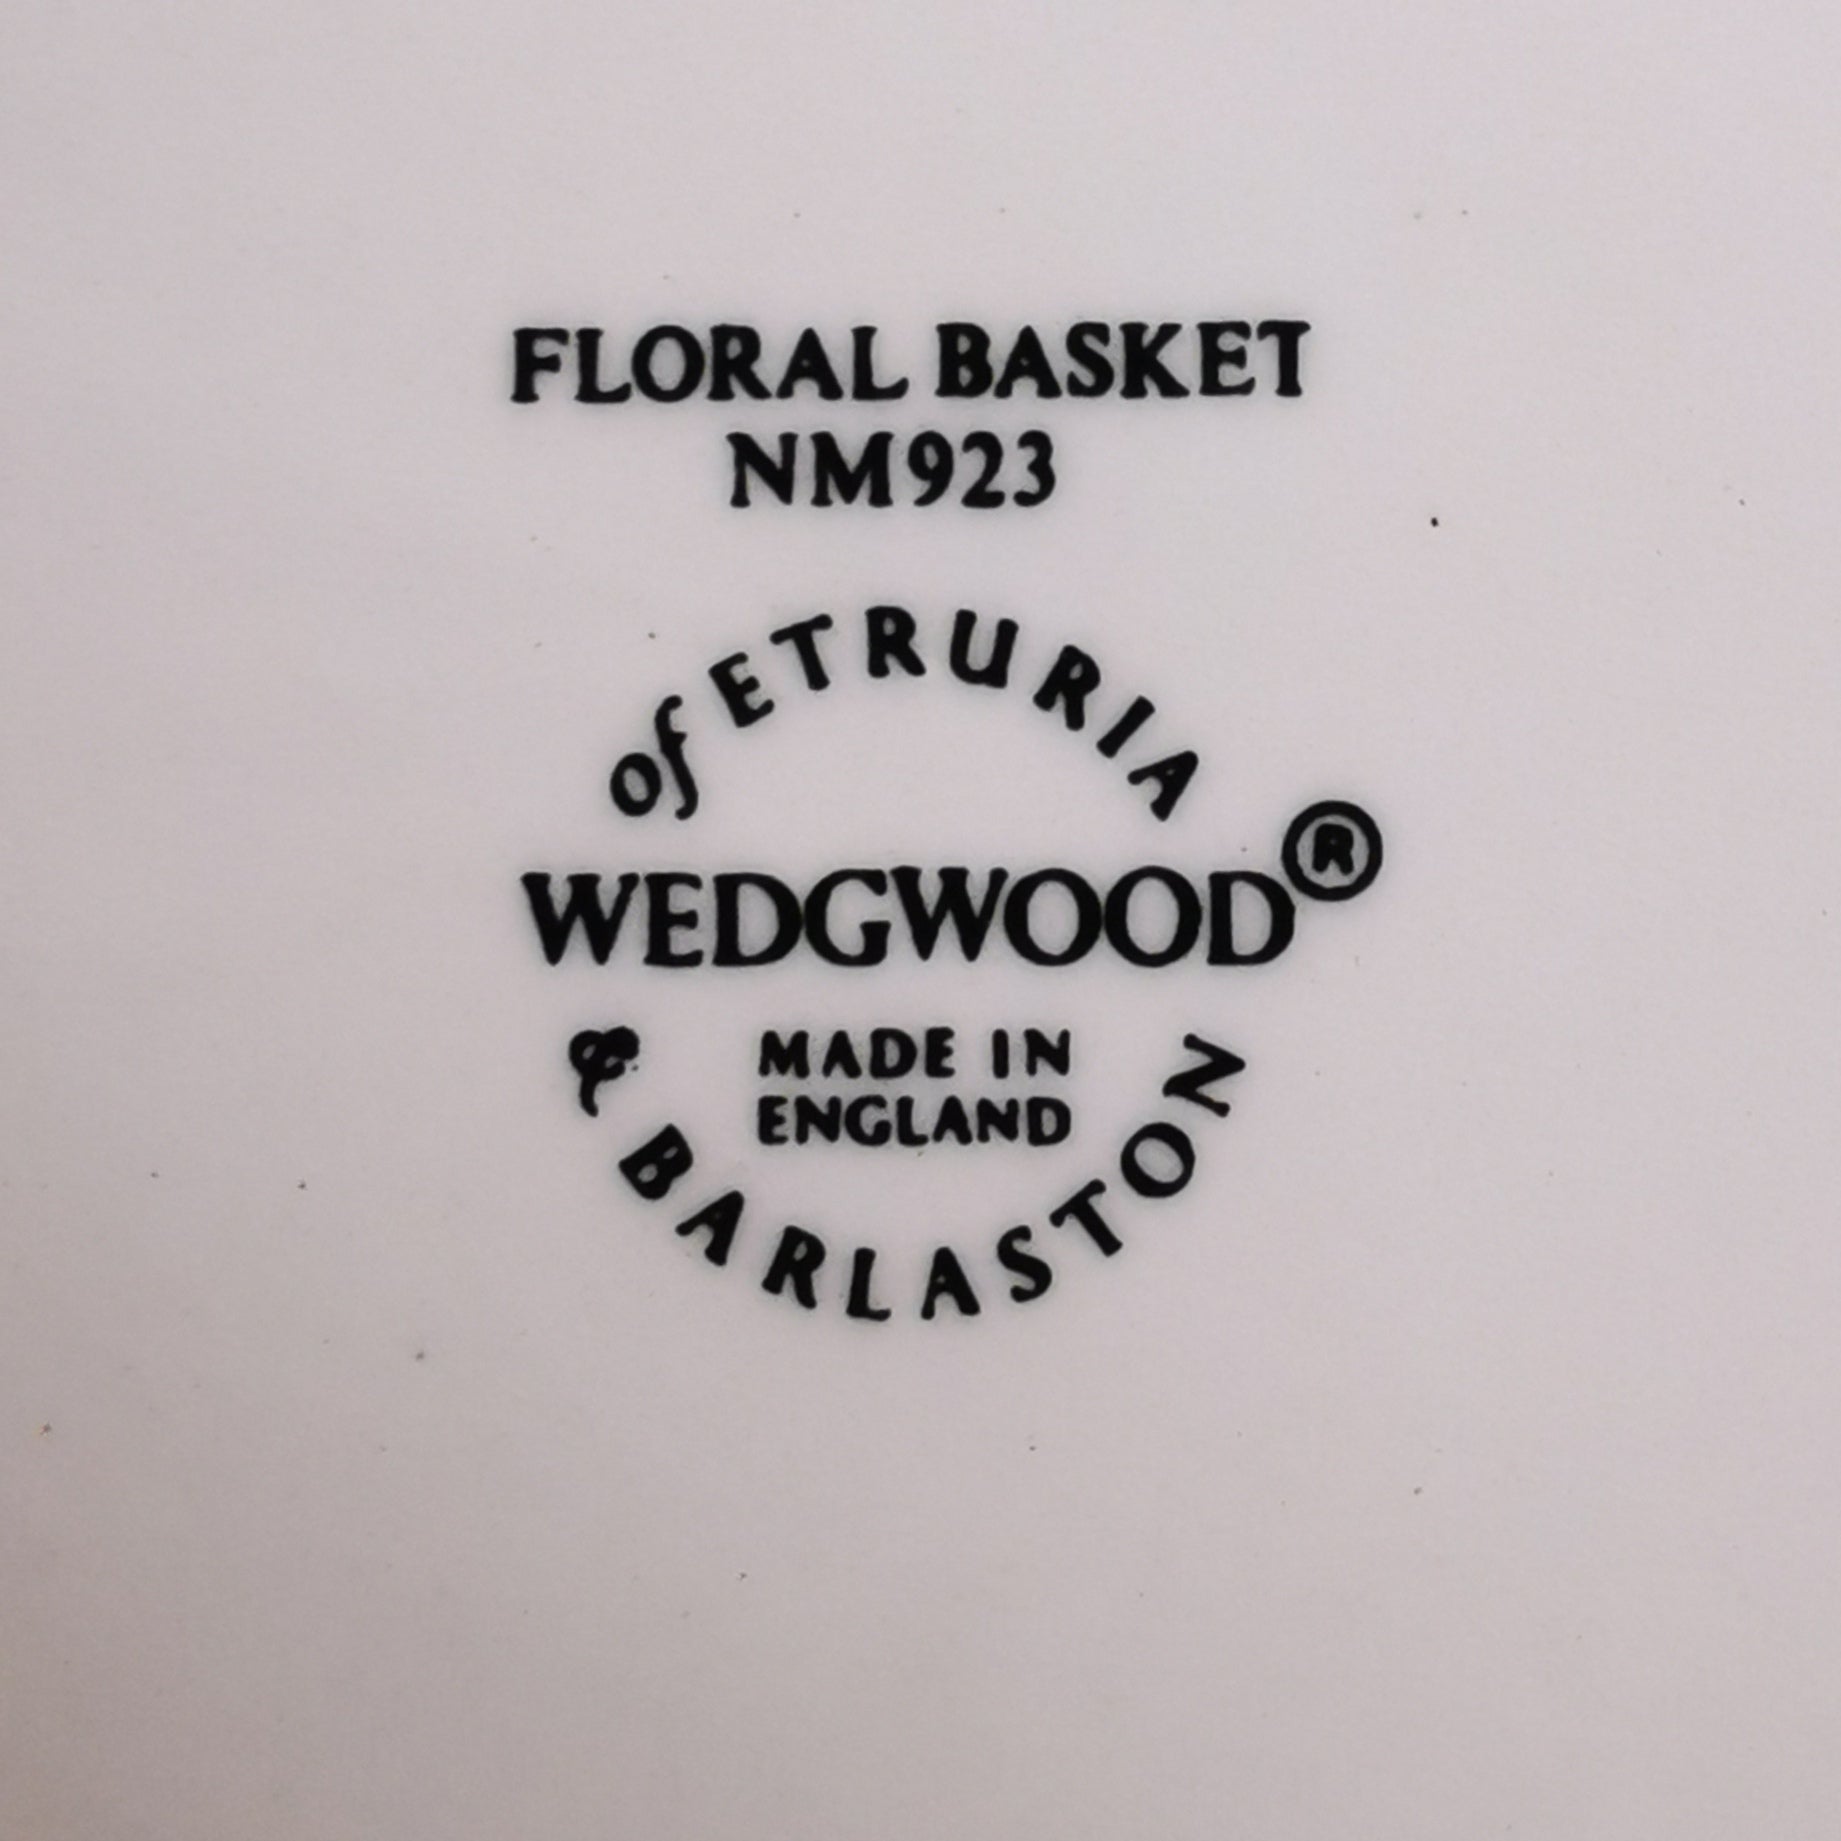 FLORAL BASKET
NM923
of ETRURIA
WEDGWOOD®
MADE IN
ENGLAND
& BARLASTON